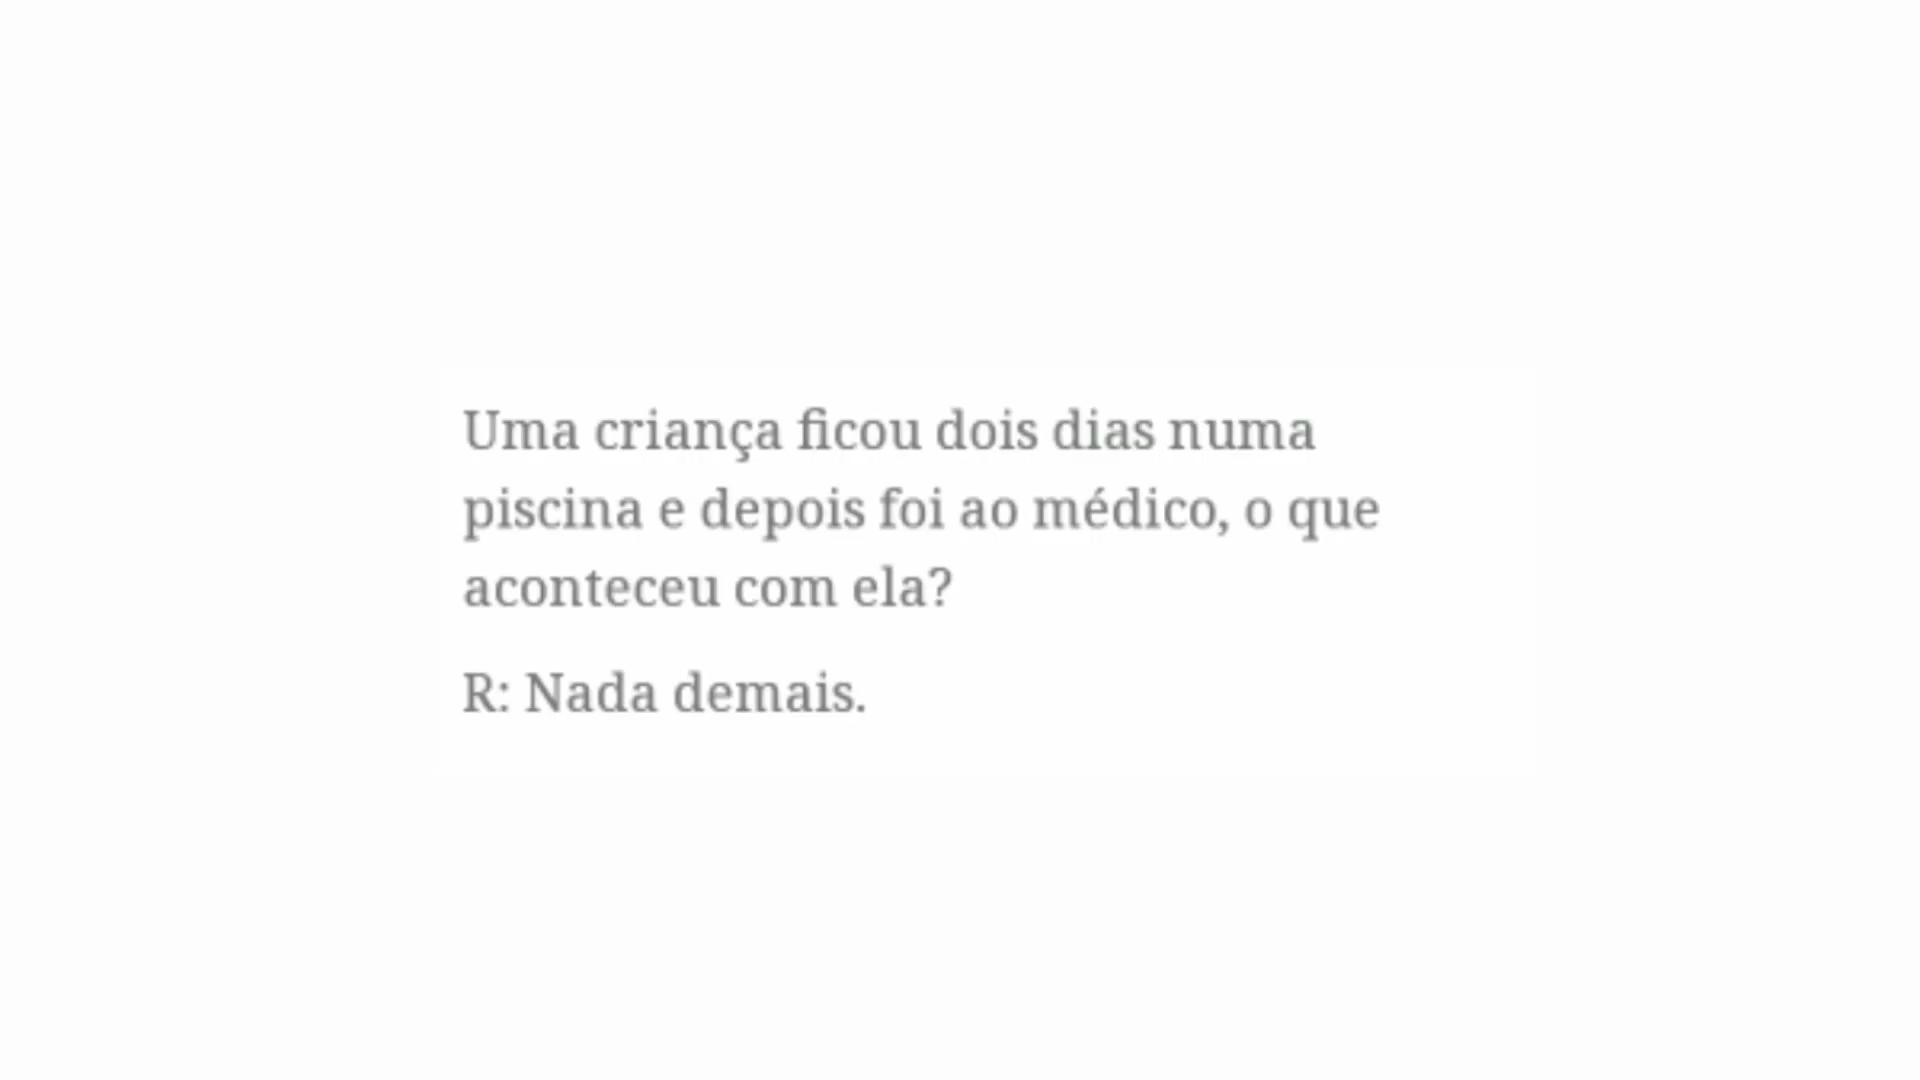 Uma criança ficou dois dias numa
piscina e depois foi ao médico, o que
aconteceu com ela?
R: Nada demais.